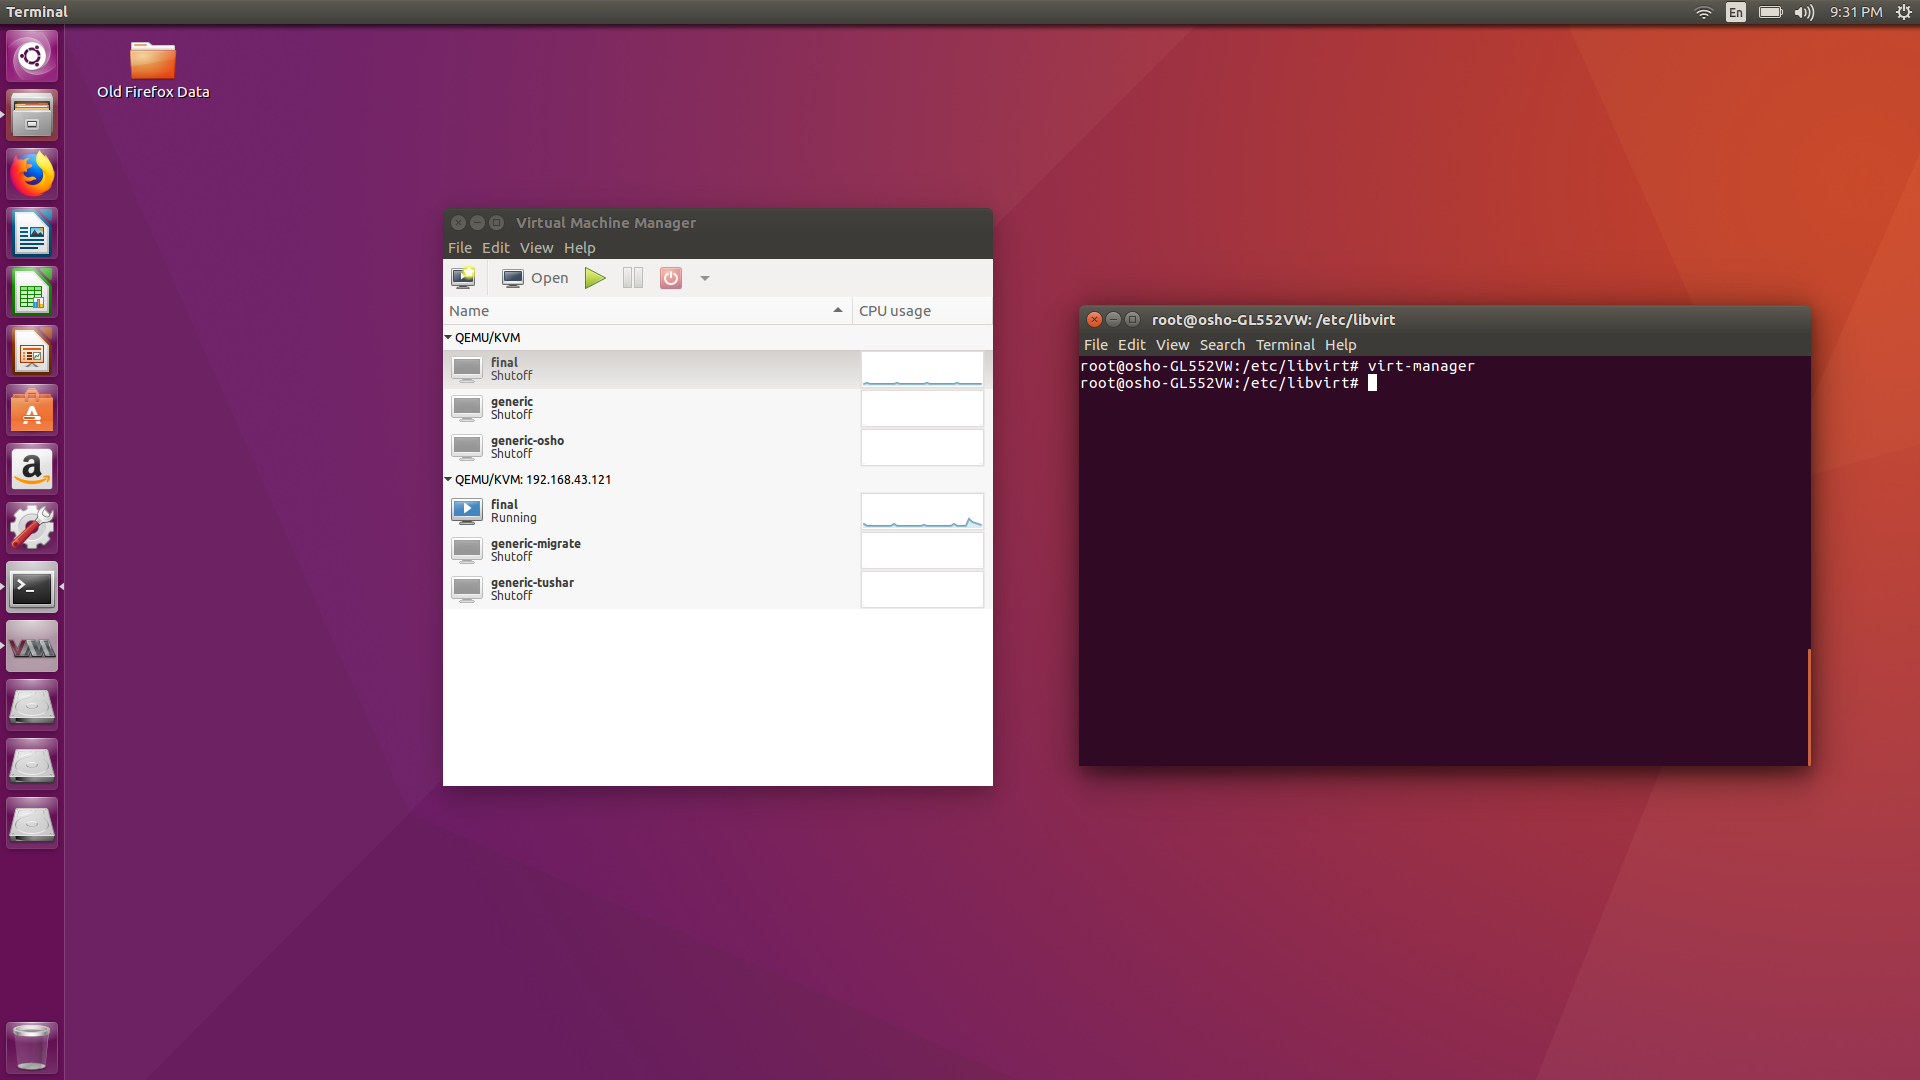 Terminal
En
9:31 PM
Old Firefox Data
Virtual Machine Manager
File Edit View Help
Open
Name
CPU usage
QEMU/KVM
final
Shutoff
generic
Shutoff
generic-osho
Shutoff
QEMU/KVM: 192.168.43.121
final
Running
generic-migrate
Shutoff
generic-tushar
Shutoff
root@osho-GL552VW: /etc/libvirt
File Edit View Search Terminal Help
root@osho-GL552VW:/etc/libvirt# virt-manager
root@osho-GL552VW:/etc/libvirt#